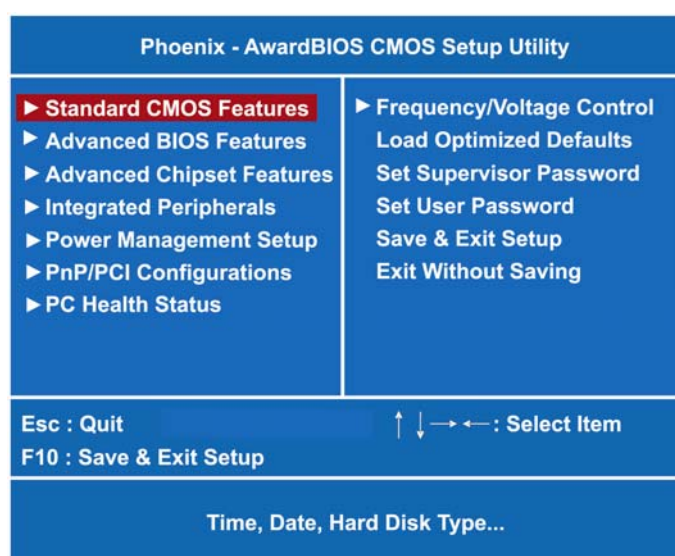 Phoenix - AwardBIOS CMOS Setup Utility
▶ Standard CMOS Features
▶ Advanced BIOS Features
▶ Advanced Chipset Features
▶ Integrated Peripherals
▶ Power Management Setup
▶ PnP/PCI Configurations
▶ PC Health Status
▶ Frequency/Voltage Control
Load Optimized Defaults
Set Supervisor Password
Set User Password
Save & Exit Setup
Exit Without Saving
Esc : Quit
↑ ↓ → ← : Select Item
F10 : Save & Exit Setup
Time, Date, Hard Disk Type...